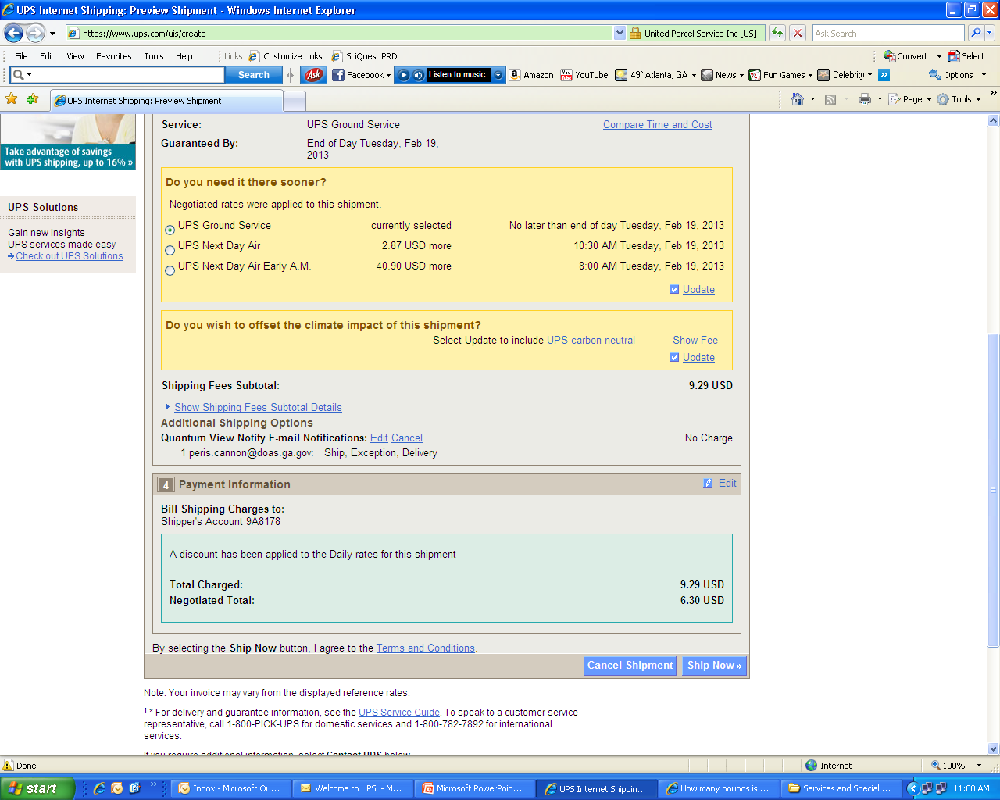 UPS Internet Shipping: Preview Shipment - Windows Internet Explorer
https://www.ups.com/uis/create
United Parcel Service Inc [US]
Ask Search
File Edit View Favorites Tools Help
Links Customize Links SciQuest PRD
Convert Select
Search
Ask Facebook Listen to music Amazon YouTube 49° Atlanta, GA News Fun Games Celebrity » Options
UPS Internet Shipping: Preview Shipment
Page Tools »
Take advantage of savings
with UPS shipping, up to 16% »
UPS Solutions
Gain new insights
UPS services made easy
Check out UPS Solutions
Service: UPS Ground Service Compare Time and Cost
Guaranteed By: End of Day Tuesday, Feb 19,
2013
Do you need it there sooner?
Negotiated rates were applied to this shipment.
UPS Ground Service currently selected No later than end of day Tuesday, Feb 19, 2013
UPS Next Day Air 2.87 USD more 10:30 AM Tuesday, Feb 19, 2013
UPS Next Day Air Early A.M. 40.90 USD more 8:00 AM Tuesday, Feb 19, 2013
Update
Do you wish to offset the climate impact of this shipment?
Select Update to include UPS carbon neutral Show Fee
Update
Shipping Fees Subtotal: 9.29 USD
Show Shipping Fees Subtotal Details
Additional Shipping Options
Quantum View Notify E-mail Notifications: Edit Cancel No Charge
1 peris.cannon@doas.ga.gov: Ship, Exception, Delivery
4 Payment Information Edit
Bill Shipping Charges to:
Shipper's Account 9A8178
A discount has been applied to the Daily rates for this shipment
Total Charged: 9.29 USD
Negotiated Total: 6.30 USD
By selecting the Ship Now button, I agree to the Terms and Conditions.
Cancel Shipment Ship Now »
Note: Your invoice may vary from the displayed reference rates.
1 * For delivery and guarantee information, see the UPS Service Guide. To speak to a customer service
representative, call 1-800-PICK-UPS for domestic services and 1-800-782-7892 for international
services.
If you require additional information, select Contact UPS below.
Done Internet 100%
start » Inbox - Microsoft Ou... Welcome to UPS - M... Microsoft PowerPoin... UPS Internet Shippin... How many pounds is ... Services and Special ... 11:00 AM